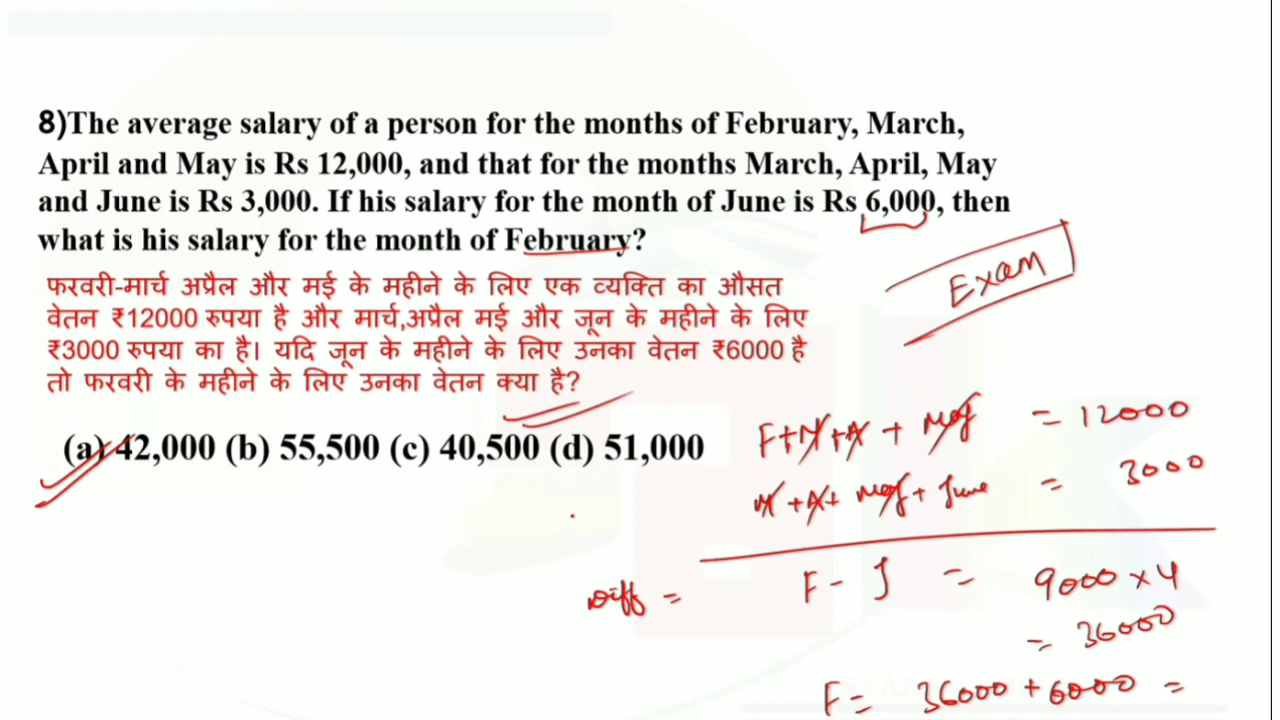 8)The average salary of a person for the months of February, March,
April and May is Rs 12,000, and that for the months March, April, May
and June is Rs 3,000. If his salary for the month of June is Rs 6,000, then
what is his salary for the month of February?
Exam
फरवरी-मार्च अप्रैल और मई के महीने के लिए एक व्यक्ति का औसत
वेतन ₹12000 रुपया है और मार्च,अप्रैल मई और जून के महीने के लिए
₹3000 रुपया का है। यदि जून के महीने के लिए उनका वेतन ₹6000 है
तो फरवरी के महीने के लिए उनका वेतन क्या है?
(a) 42,000 (b) 55,500 (c) 40,500 (d) 51,000
F+M+A + May = 12000
M+A+ May + June = 3000
Diff = F - J = 9000 × 4
= 36000
F = 36000 + 6000 =